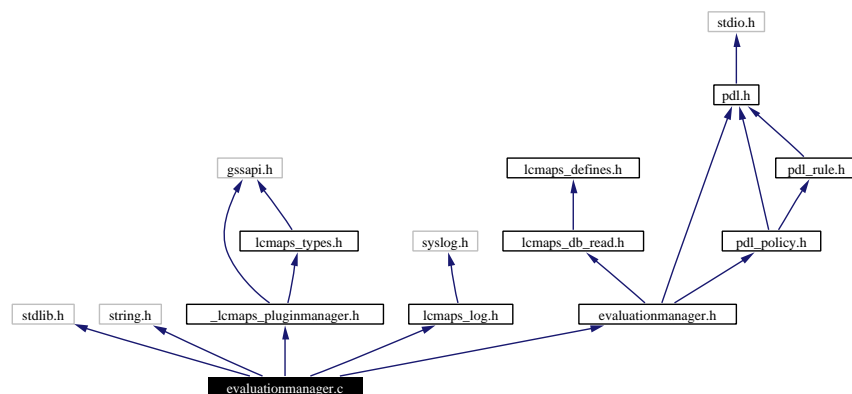 stdio.h
pdl.h
gssapi.h
lcmaps_defines.h
pdl_rule.h
lcmaps_types.h
syslog.h
lcmaps_db_read.h
pdl_policy.h
stdlib.h
string.h
_lcmaps_pluginmanager.h
lcmaps_log.h
evaluationmanager.h
evaluationmanager.c